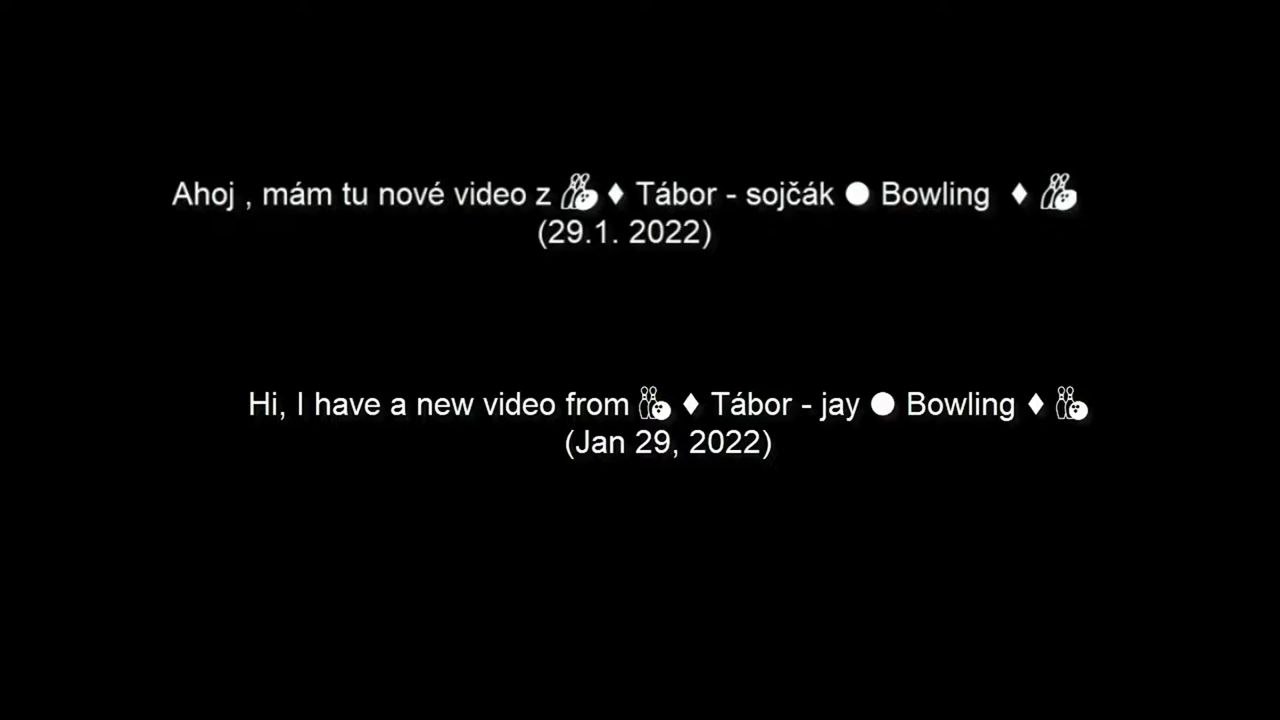 Ahoj , mám tu nové video z 🎳 ♦ Tábor - sojčák ● Bowling ♦ 🎳
(29.1. 2022)
Hi, I have a new video from 🎳 ♦ Tábor - jay ● Bowling ♦ 🎳
(Jan 29, 2022)